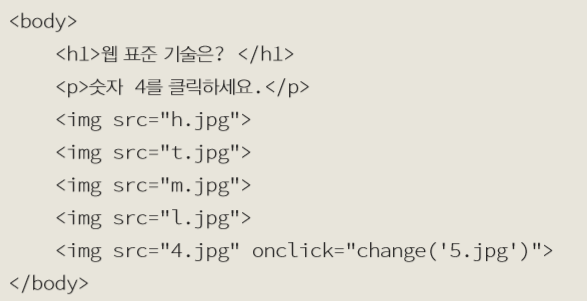 <body>
<h1>웹 표준 기술은? </h1>
<p>숫자 4를 클릭하세요.</p>
<img src="h.jpg">
<img src="t.jpg">
<img src="m.jpg">
<img src="l.jpg">
<img src="4.jpg" onclick="change('5.jpg')">
</body>